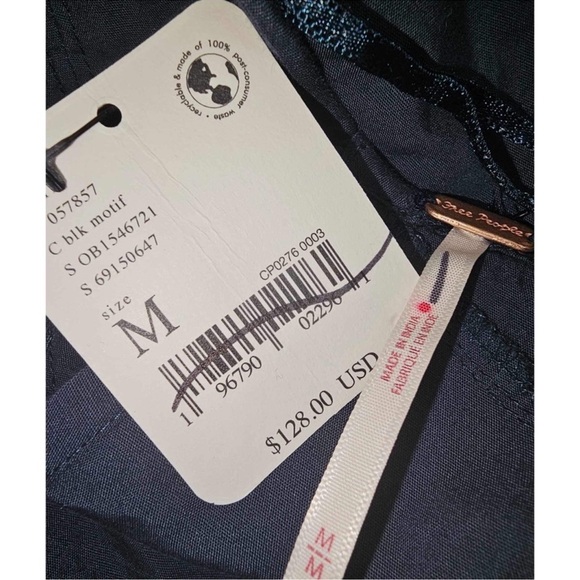 recyclable & made of 100% post-consumer waste •
057857
C blk motif
S OB1546721
S 69150647
size
M
CP0276 0003
1 96790 02296 1
$128.00 USD
Free People
MADE IN INDIA
FABRIQUE EN INDE
M
M